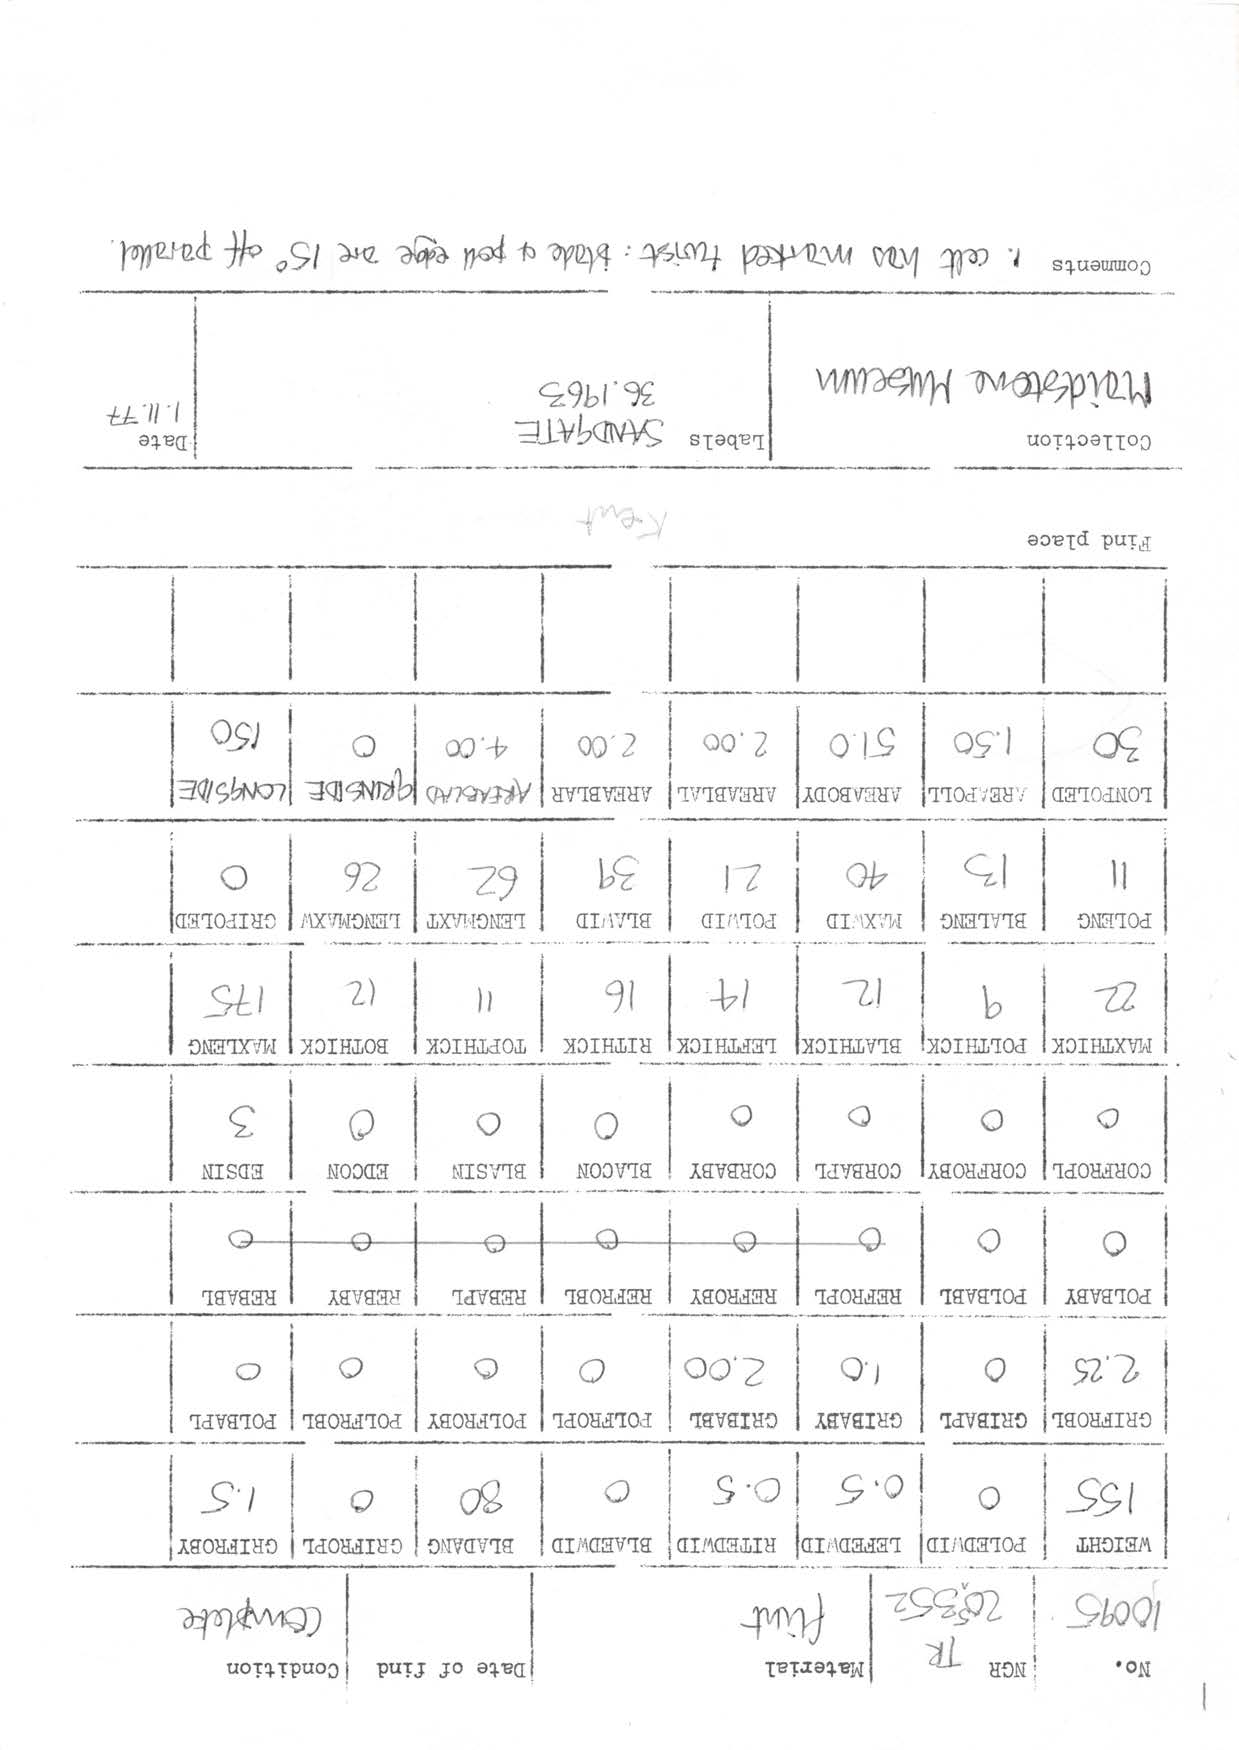 No. NGR TR Material Date of find Condition
10095 205352 flint Complete
WEIGHT POLEDWID LEFEDWID RITEDWID BLAEDWID BLADANG GRIFROPL GRIFROBY
155 0 0.5 0.5 0 80 0 1.5
GRIFROBL GRIBAPL GRIBABY GRIBABL POLFROPL POLFROBY POLFROBL POLBAPL
2.25 0 1.0 2.00 0 0 0 0
POLBABY POLBABL REFROPL REFROBY REFROBL REBAPL REBABY REBABL
0 0 0 0 0 0 0 0
CORFROPL CORFROBY CORBAPL CORBABY BLACON BLASIN EDCON EDSIN
0 0 0 0 0 0 0 3
MAXTHICK POLTHICK BLATHICK LEFTHICK RITHICK TOPTHICK BOTHICK MAXLENG
22 9 12 14 16 11 12 175
POLENG BLALENG MAXWID POLWID BLAWID LENGMAXT LENGMAXW GRIPOLED
11 13 40 21 39 62 26 0
LONPOLED AREAPOLL AREABODY AREABLAL AREABLAR AREABLAD GRINSIDE LONGSIDE
30 1.50 51.0 2.00 2.00 4.00 0 150
Find place Kent
Collection Labels SANDGATE Date
Maidstone Museum 36.1963 1.11.77
Comments 1. celt has marked twist: blade & poll edge are 15° off parallel.